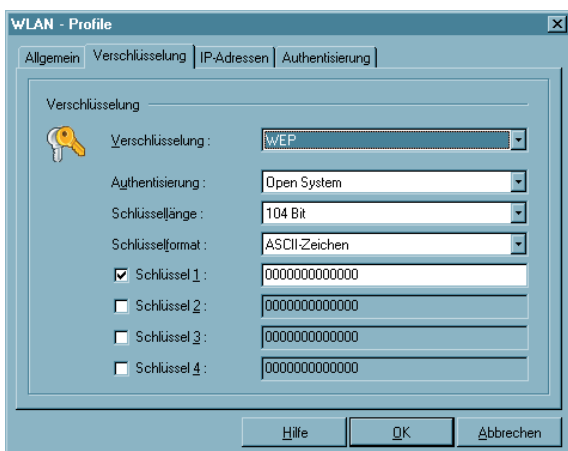 WLAN - Profile
Allgemein Verschlüsselung IP-Adressen Authentisierung
Verschlüsselung
Verschlüsselung : WEP
Authentisierung : Open System
Schlüssellänge : 104 Bit
Schlüsselformat : ASCII-Zeichen
Schlüssel 1 : 0000000000000
Schlüssel 2 : 0000000000000
Schlüssel 3 : 0000000000000
Schlüssel 4 : 0000000000000
Hilfe OK Abbrechen